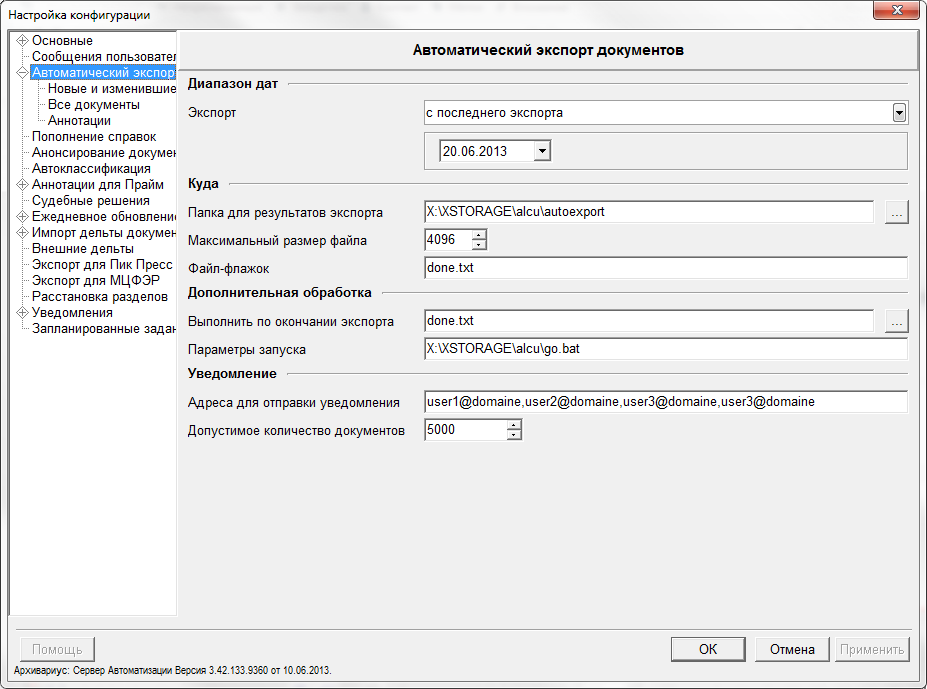 Настройка конфигурации
Основные
Сообщения пользовател
Автоматический экспорт
Новые и изменившие
Все документы
Аннотации
Пополнение справок
Анонсирование докумен
Автоклассификация
Аннотации для Прайм
Судебные решения
Ежедневное обновление
Импорт дельты докумен
Внешние дельты
Экспорт для Пик Пресс
Экспорт для МЦФЭР
Расстановка разделов
Уведомления
Запланированные задан
Автоматический экспорт документов
Диапазон дат
Экспорт с последнего экспорта
20.06.2013
Куда
Папка для результатов экспорта X:\XSTORAGE\alcu\autoexport ...
Максимальный размер файла 4096
Файл-флажок done.txt
Дополнительная обработка
Выполнить по окончании экспорта done.txt ...
Параметры запуска X:\XSTORAGE\alcu\go.bat
Уведомление
Адреса для отправки уведомления user1@domaine,user2@domaine,user3@domaine,user3@domaine
Допустимое количество документов 5000
Помощь OK Отмена Применить
Архивариус: Сервер Автоматизации Версия 3.42.133.9360 от 10.06.2013.